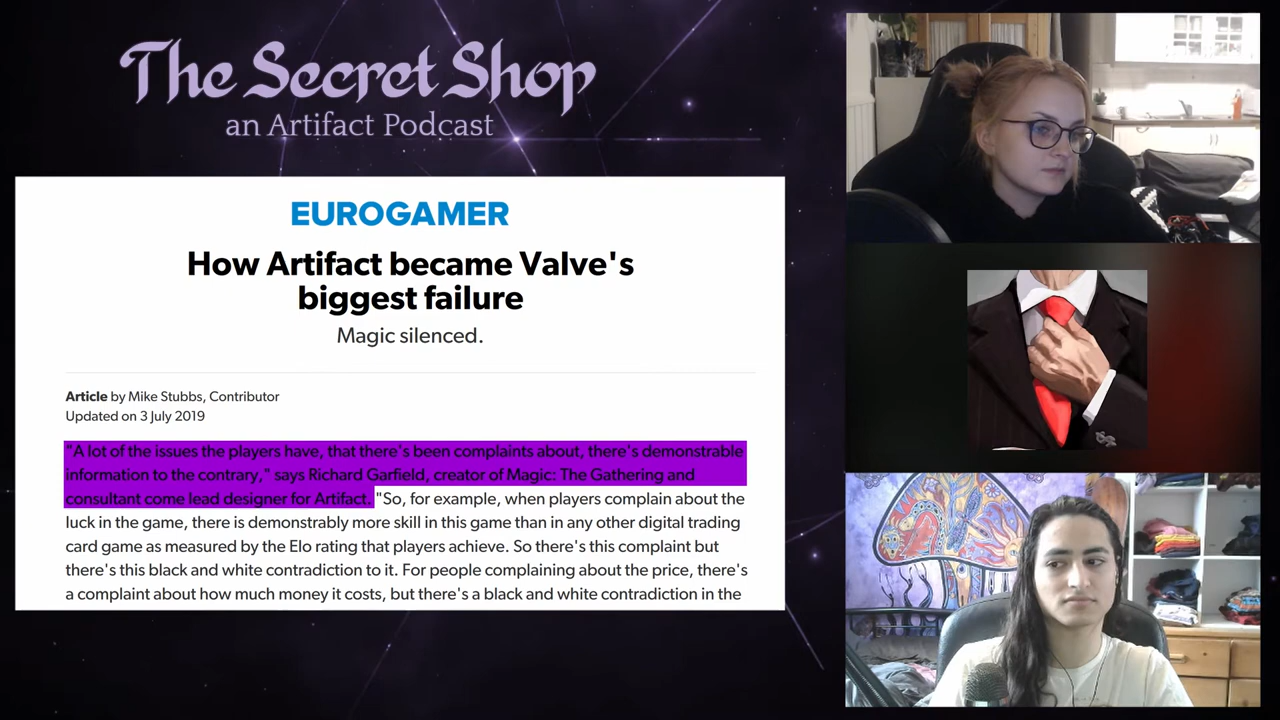 The Secret Shop
an Artifact Podcast
EUROGAMER
How Artifact became Valve's
biggest failure
Magic silenced.
Article by Mike Stubbs, Contributor
Updated on 3 July 2019
"A lot of the issues the players have, that there's been complaints about, there's demonstrable
information to the contrary," says Richard Garfield, creator of Magic: The Gathering and
consultant come lead designer for Artifact. "So, for example, when players complain about the
luck in the game, there is demonstrably more skill in this game than in any other digital trading
card game as measured by the Elo rating that players achieve. So there's this complaint but
there's this black and white contradiction to it. For people complaining about the price, there's
a complaint about how much money it costs, but there's a black and white contradiction in the